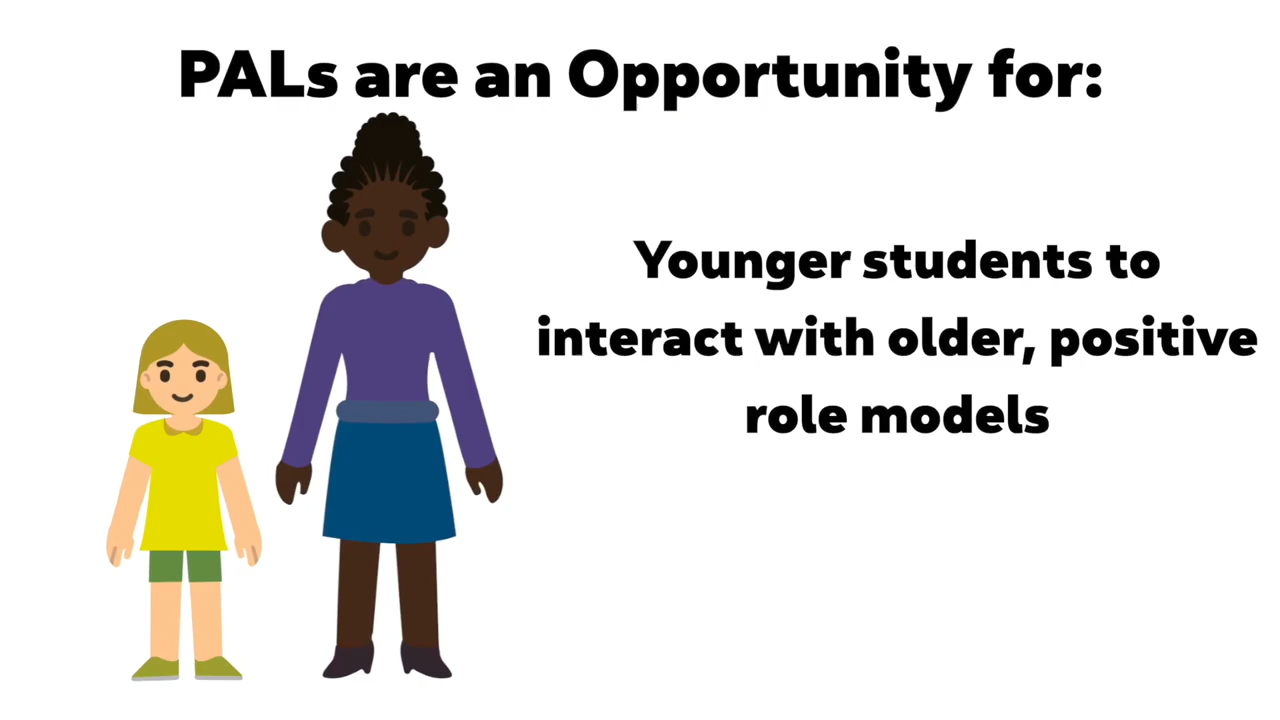 PALs are an Opportunity for:
Younger students to
interact with older, positive
role models